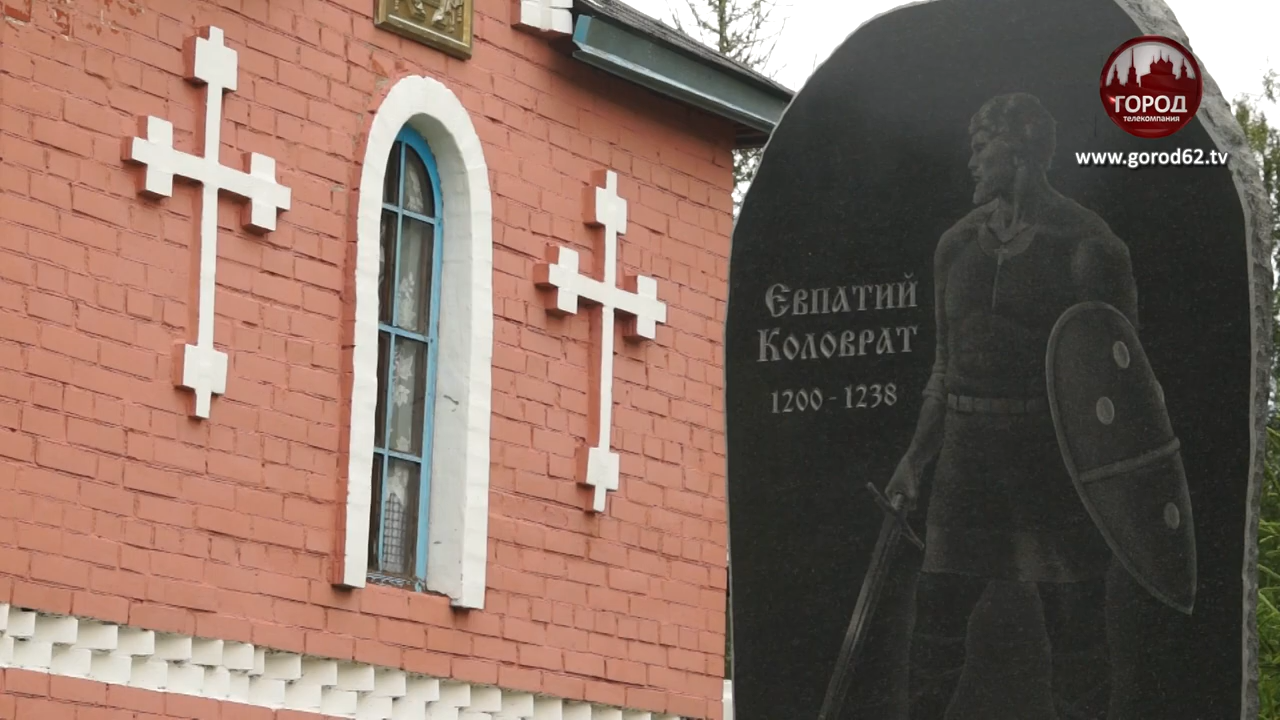 ГОРОД
телекомпания
www.gorod62.tv
Евпатий
Коловрат
1200 - 1238